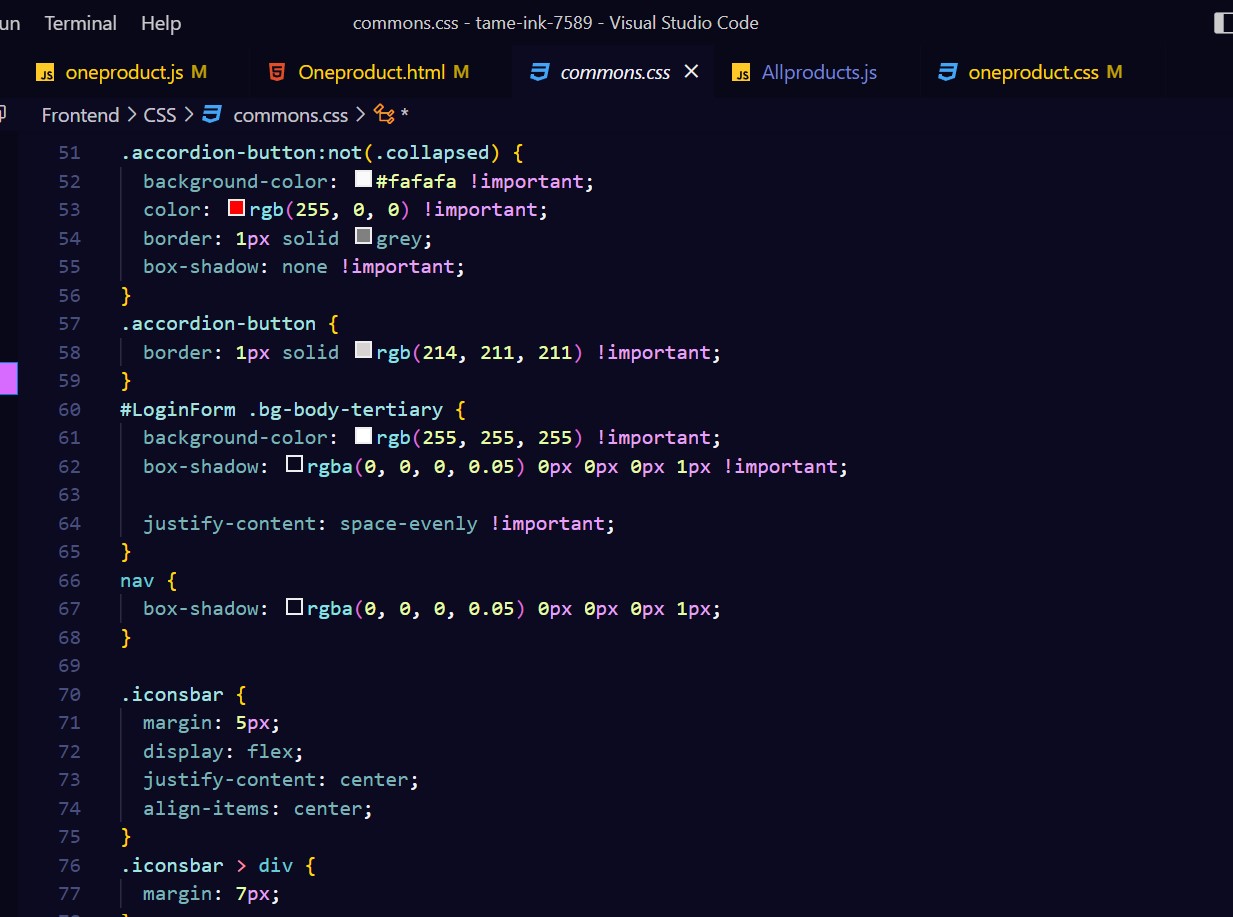 un Terminal Help commons.css - tame-ink-7589 - Visual Studio Code
JS oneproduct.js M 5 Oneproduct.html M commons.css × JS Allproducts.js oneproduct.css M
Frontend > CSS > commons.css > *
51 .accordion-button:not(.collapsed) {
52 background-color: #fafafa !important;
53 color: rgb(255, 0, 0) !important;
54 border: 1px solid grey;
55 box-shadow: none !important;
56 }
57 .accordion-button {
58 border: 1px solid rgb(214, 211, 211) !important;
59 }
60 #LoginForm .bg-body-tertiary {
61 background-color: rgb(255, 255, 255) !important;
62 box-shadow: rgba(0, 0, 0, 0.05) 0px 0px 0px 1px !important;
63
64 justify-content: space-evenly !important;
65 }
66 nav {
67 box-shadow: rgba(0, 0, 0, 0.05) 0px 0px 0px 1px;
68 }
69
70 .iconsbar {
71 margin: 5px;
72 display: flex;
73 justify-content: center;
74 align-items: center;
75 }
76 .iconsbar > div {
77 margin: 7px;